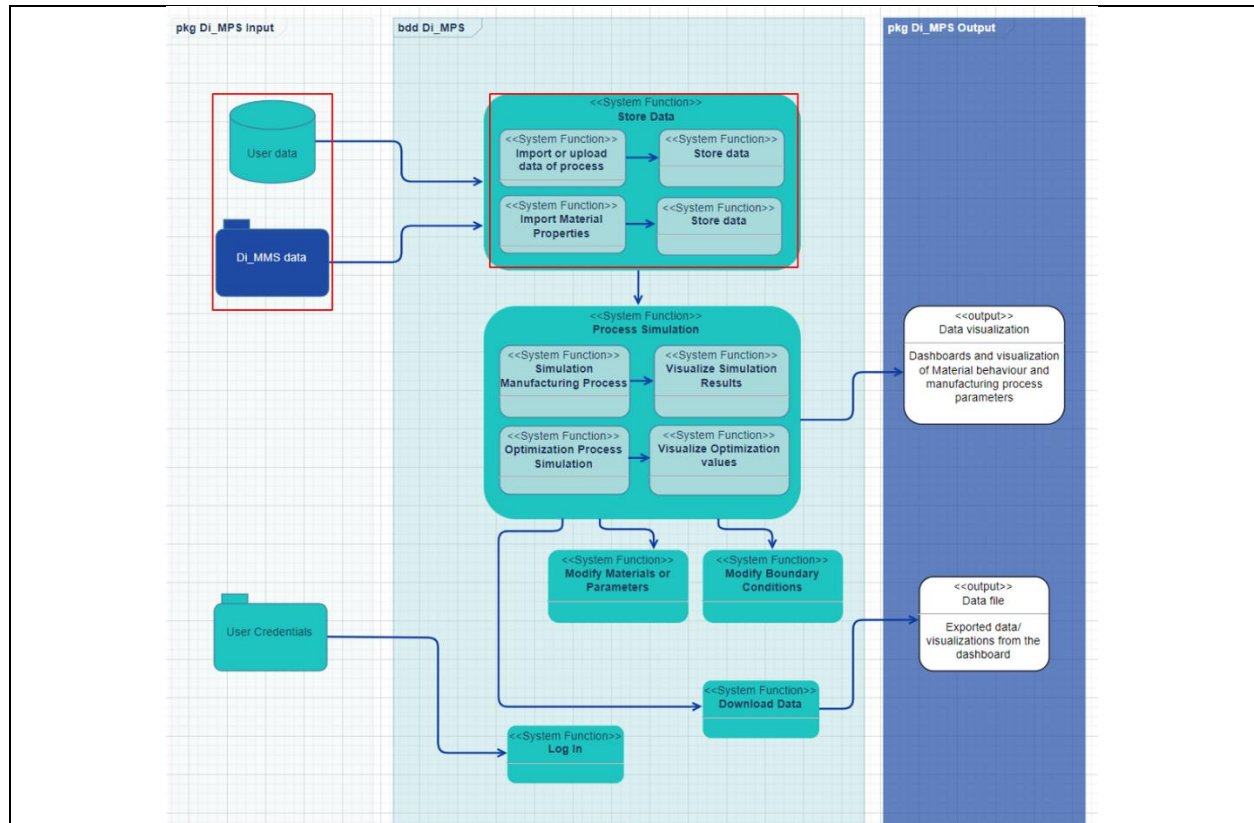 pkg Di_MPS Input
bdd Di_MPS
pkg Di_MPS Output
User data
Di_MMS data
<<System Function>>
Store Data
<<System Function>>
Import or upload
data of process
<<System Function>>
Store data
<<System Function>>
Import Material
Properties
<<System Function>>
Store data
<<System Function>>
Process Simulation
<<System Function>>
Simulation
Manufacturing Process
<<System Function>>
Visualize Simulation
Results
<<System Function>>
Optimization Process
Simulation
<<System Function>>
Visualize Optimization
values
<<output>>
Data visualization
Dashboards and visualization
of Material behaviour and
manufacturing process
parameters
<<System Function>>
Modify Materials or
Parameters
<<System Function>>
Modify Boundary
Conditions
User Credentials
<<output>>
Data file
Exported data/
visualizations from the
dashboard
<<System Function>>
Download Data
<<System Function>>
Log In